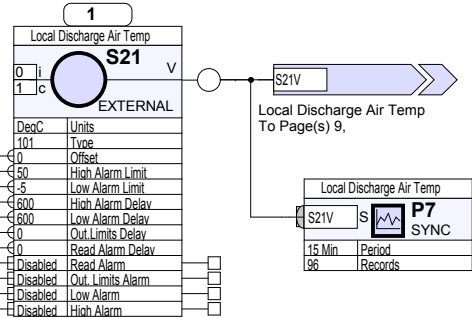 1
Local Discharge Air Temp
S21
0 i
1 c
V
EXTERNAL
DegC Units
101 Type
0 Offset
50 High Alarm Limit
-5 Low Alarm Limit
600 High Alarm Delay
600 Low Alarm Delay
0 Out.Limits Delay
0 Read Alarm Delay
Disabled Read Alarm
Disabled Out. Limits Alarm
Disabled Low Alarm
Disabled High Alarm
S21V
Local Discharge Air Temp
To Page(s) 9,
Local Discharge Air Temp
S21V S P7
SYNC
15 Min Period
96 Records